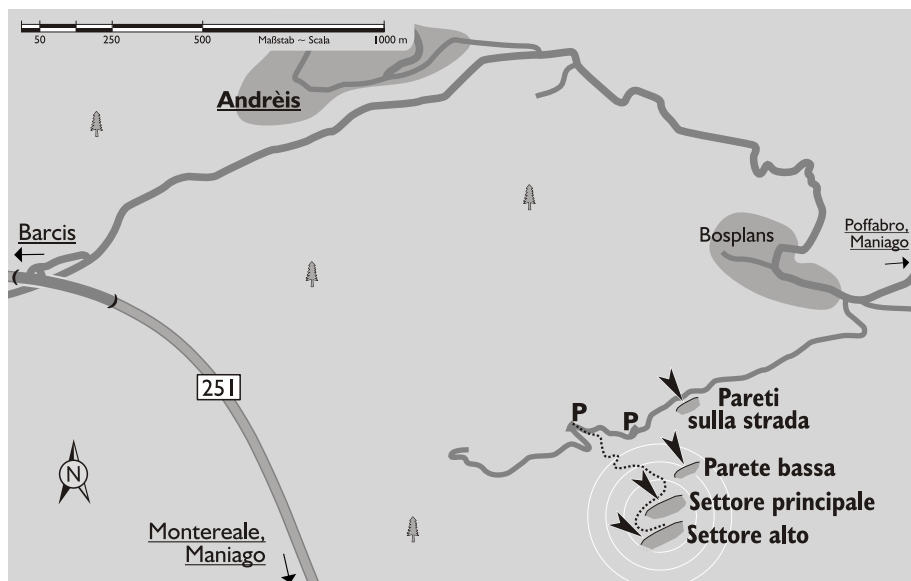 50 250 500 Maßstab ~ Scala 1000 m
Andrèis
Barcis
Bosplans
Poffabro,
Maniago
251
P
P
Pareti
sulla strada
Parete bassa
Settore principale
Settore alto
N
Montereale,
Maniago